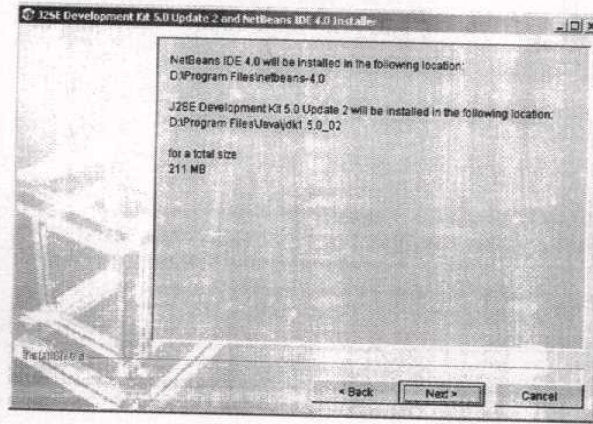 J2SE Development Kit 5.0 Update 2 and NetBeans IDE 4.0 Installer
NetBeans IDE 4.0 will be installed in the following location:
D:\Program Files\netbeans-4.0
J2SE Development Kit 5.0 Update 2 will be installed in the following location:
D:\Program Files\Java\jdk1.5.0_02
for a total size
211 MB
InstallShield
< Back
Next >
Cancel